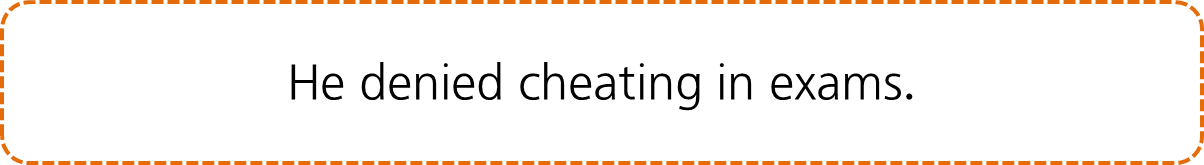 He denied cheating in exams.